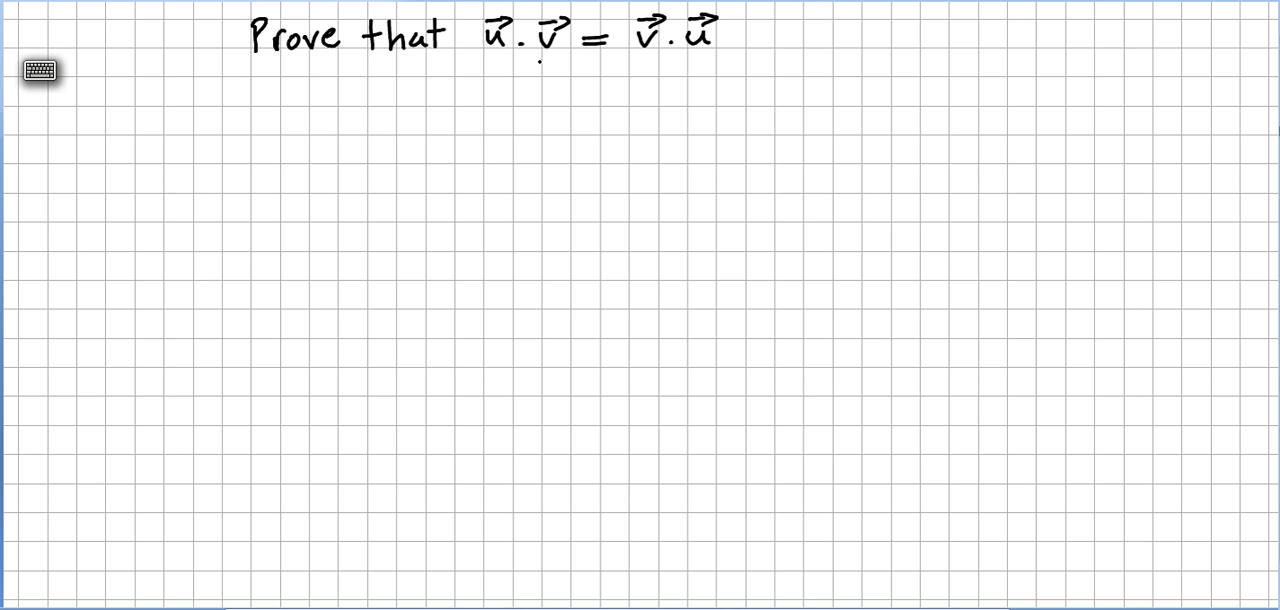 Prove that u⃗ . v⃗ = v⃗ . u⃗